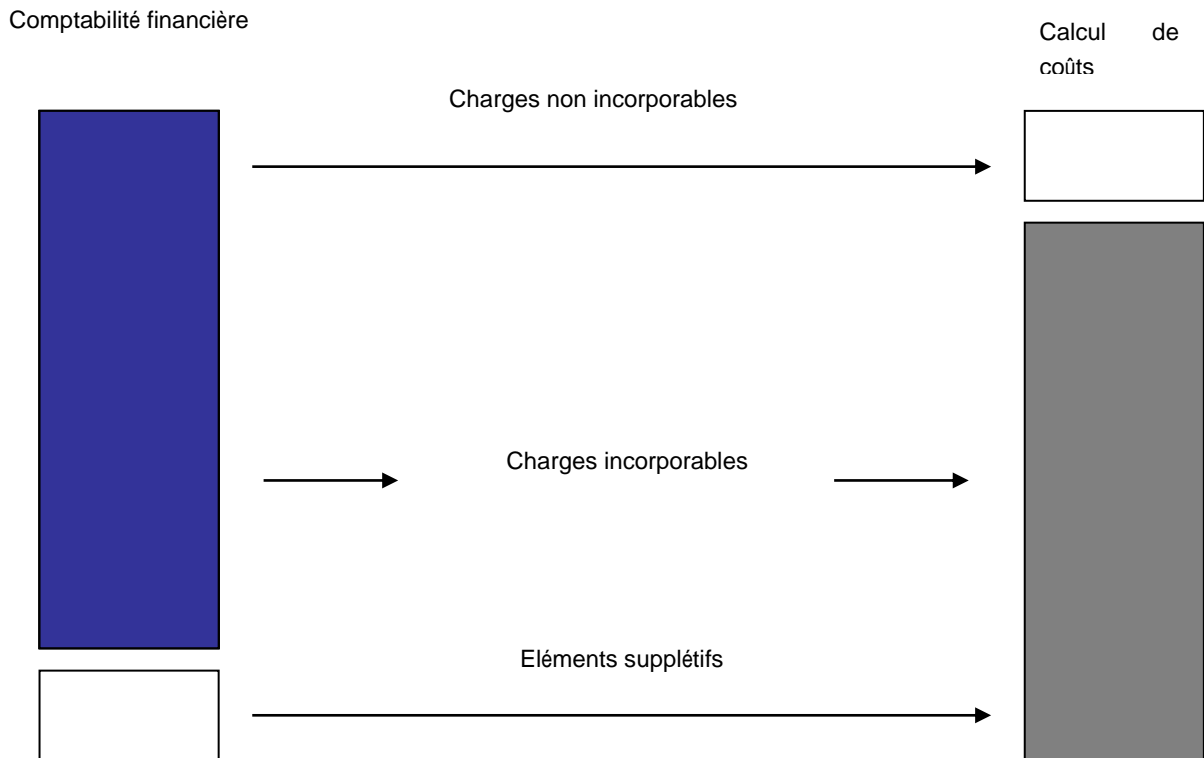 Comptabilité financière
Calcul de
coûts
Charges non incorporables
Charges incorporables
Eléments supplétifs